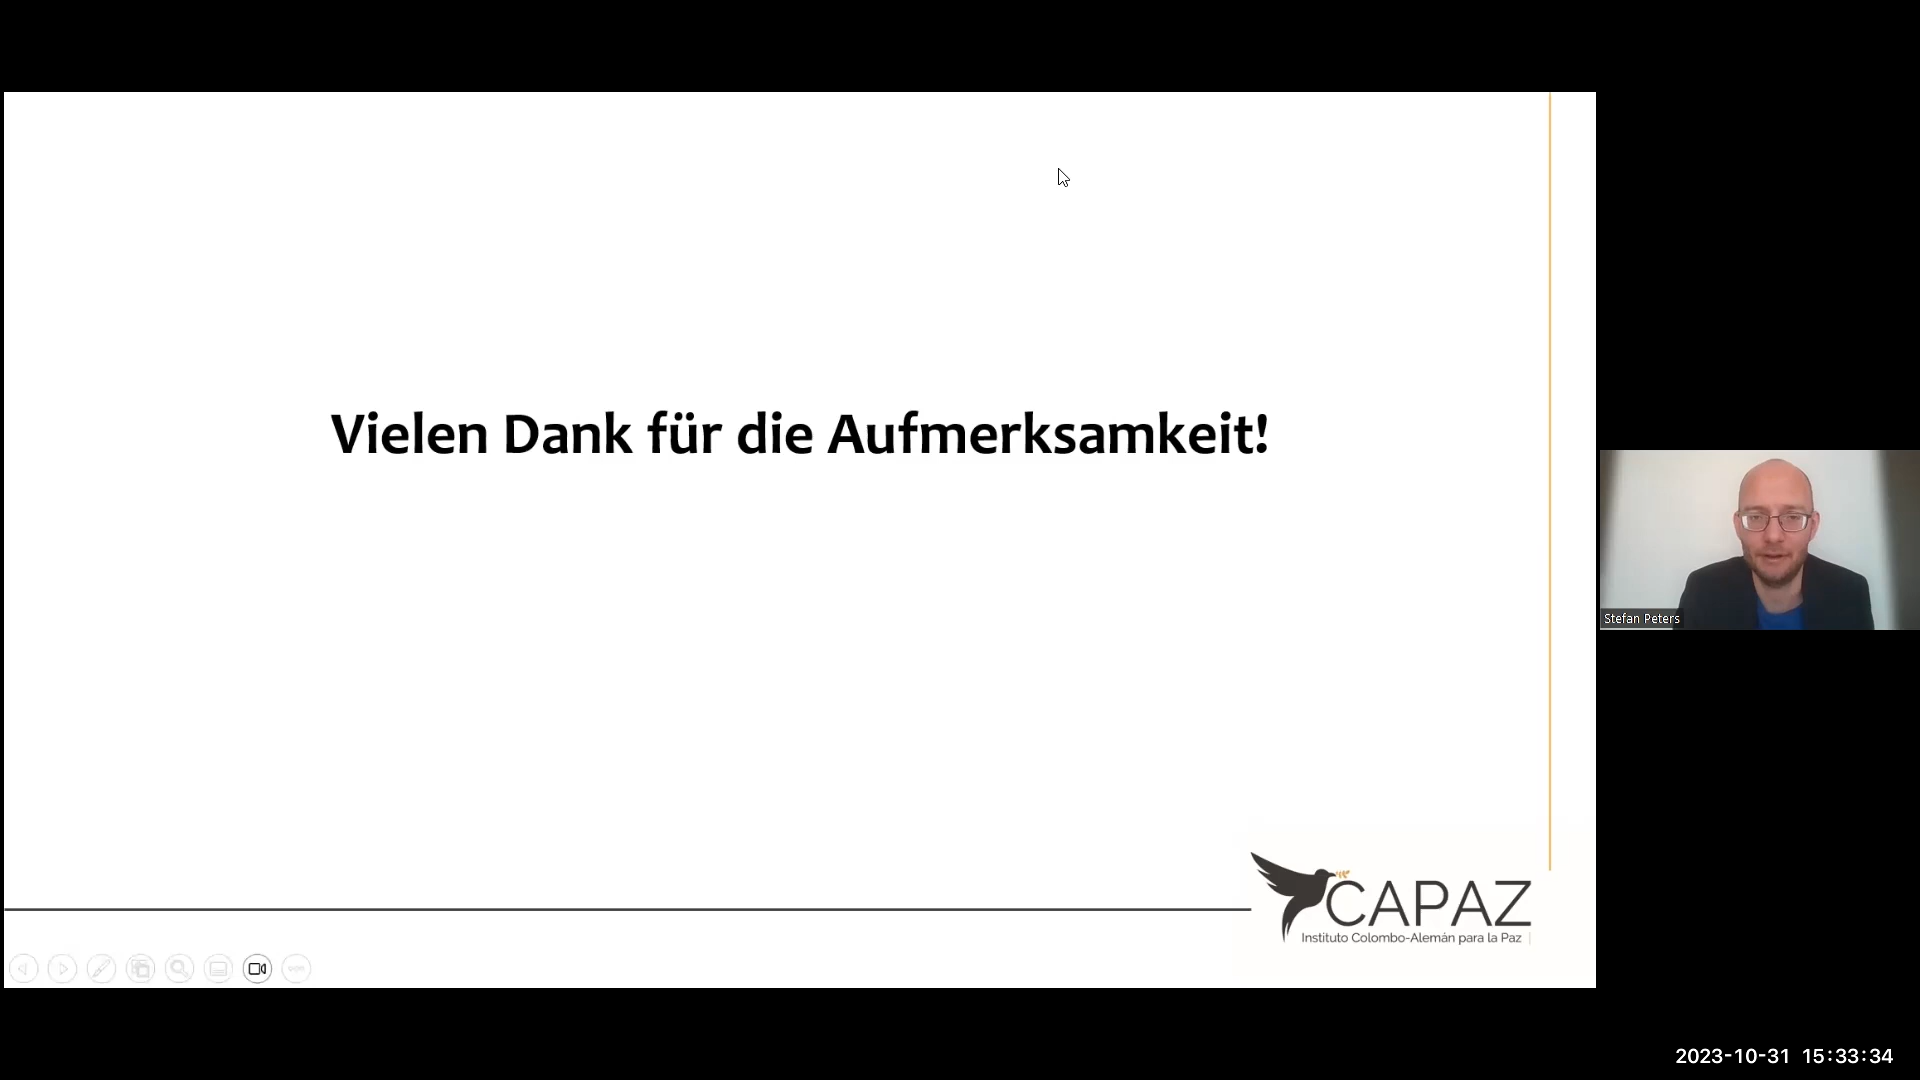 Vielen Dank für die Aufmerksamkeit!
Stefan Peters
CAPAZ
Instituto Colombo-Alemán para la Paz
2023-10-31 15:33:34